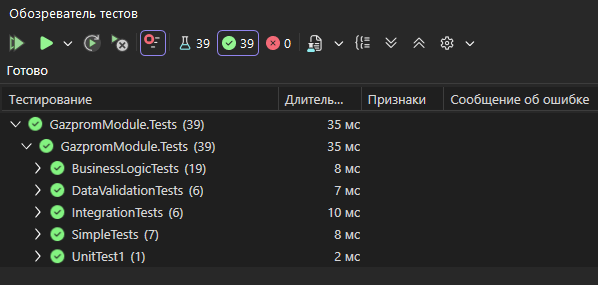 Обозреватель тестов
39 39 0
Готово
Тестирование Длитель... Признаки Сообщение об ошибке
GazpromModule.Tests (39) 35 мс
GazpromModule.Tests (39) 35 мс
BusinessLogicTests (19) 8 мс
DataValidationTests (6) 7 мс
IntegrationTests (6) 10 мс
SimpleTests (7) 8 мс
UnitTest1 (1) 2 мс